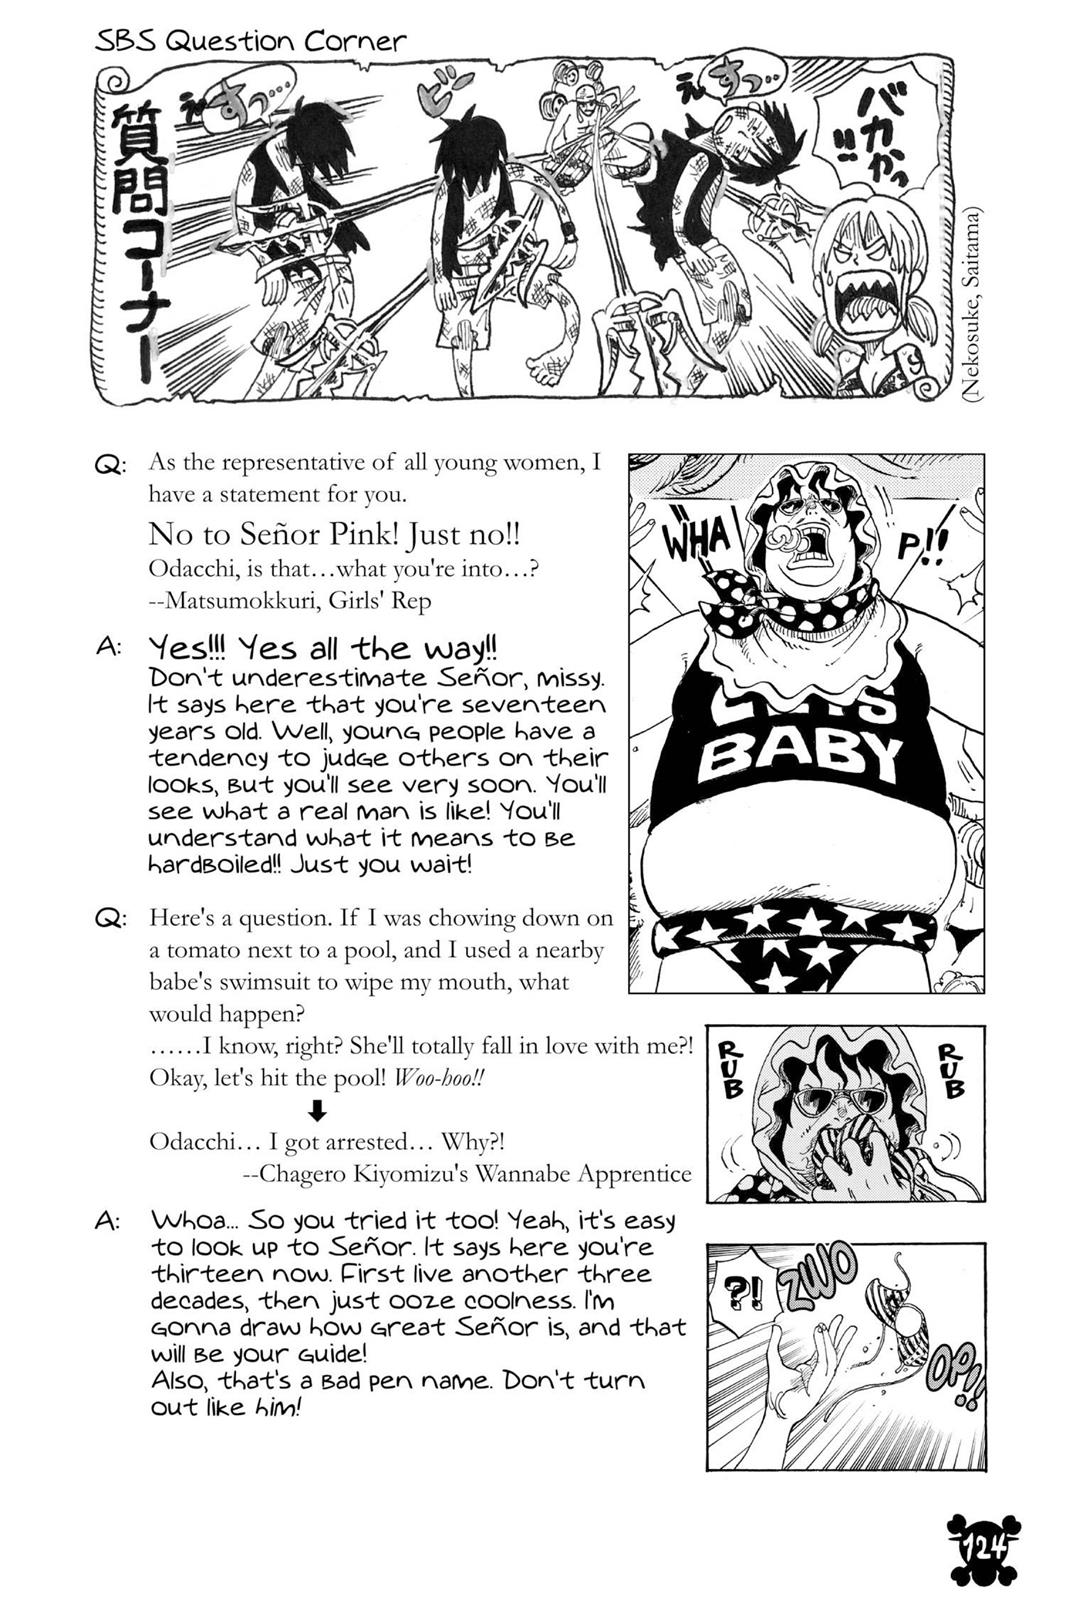 SBS Question Corner
質問コーナー
えっ
すっ…
ビー
えっ
すっ…
バカかっ!!
(Nekosuke, Saitama)
Q: As the representative of all young women, I
have a statement for you.
No to Señor Pink! Just no!!
Odacchi, is that…what you're into…?
--Matsumokkuri, Girls' Rep
A: Yes!!! Yes all the way!!
Don't underestimate Señor, missy.
It says here that you're seventeen
years old. Well, young people have a
tendency to judge others on their
looks, but you'll see very soon. You'll
see what a real man is like! You'll
understand what it means to be
hardboiled!! Just you wait!
WHA
P!!
LET'S
BABY
Q: Here's a question. If I was chowing down on
a tomato next to a pool, and I used a nearby
babe's swimsuit to wipe my mouth, what
would happen?
……I know, right? She'll totally fall in love with me?!
Okay, let's hit the pool! Woo-hoo!!
Odacchi… I got arrested… Why?!
--Chagero Kiyomizu's Wannabe Apprentice
RUB
RUB
A: Whoa... So you tried it too! Yeah, it's easy
to look up to Señor. It says here you're
thirteen now. First live another three
decades, then just ooze coolness. I'm
gonna draw how great Señor is, and that
will be your guide!
Also, that's a bad pen name. Don't turn
out like him!
?!
ZWO
OP!!
124